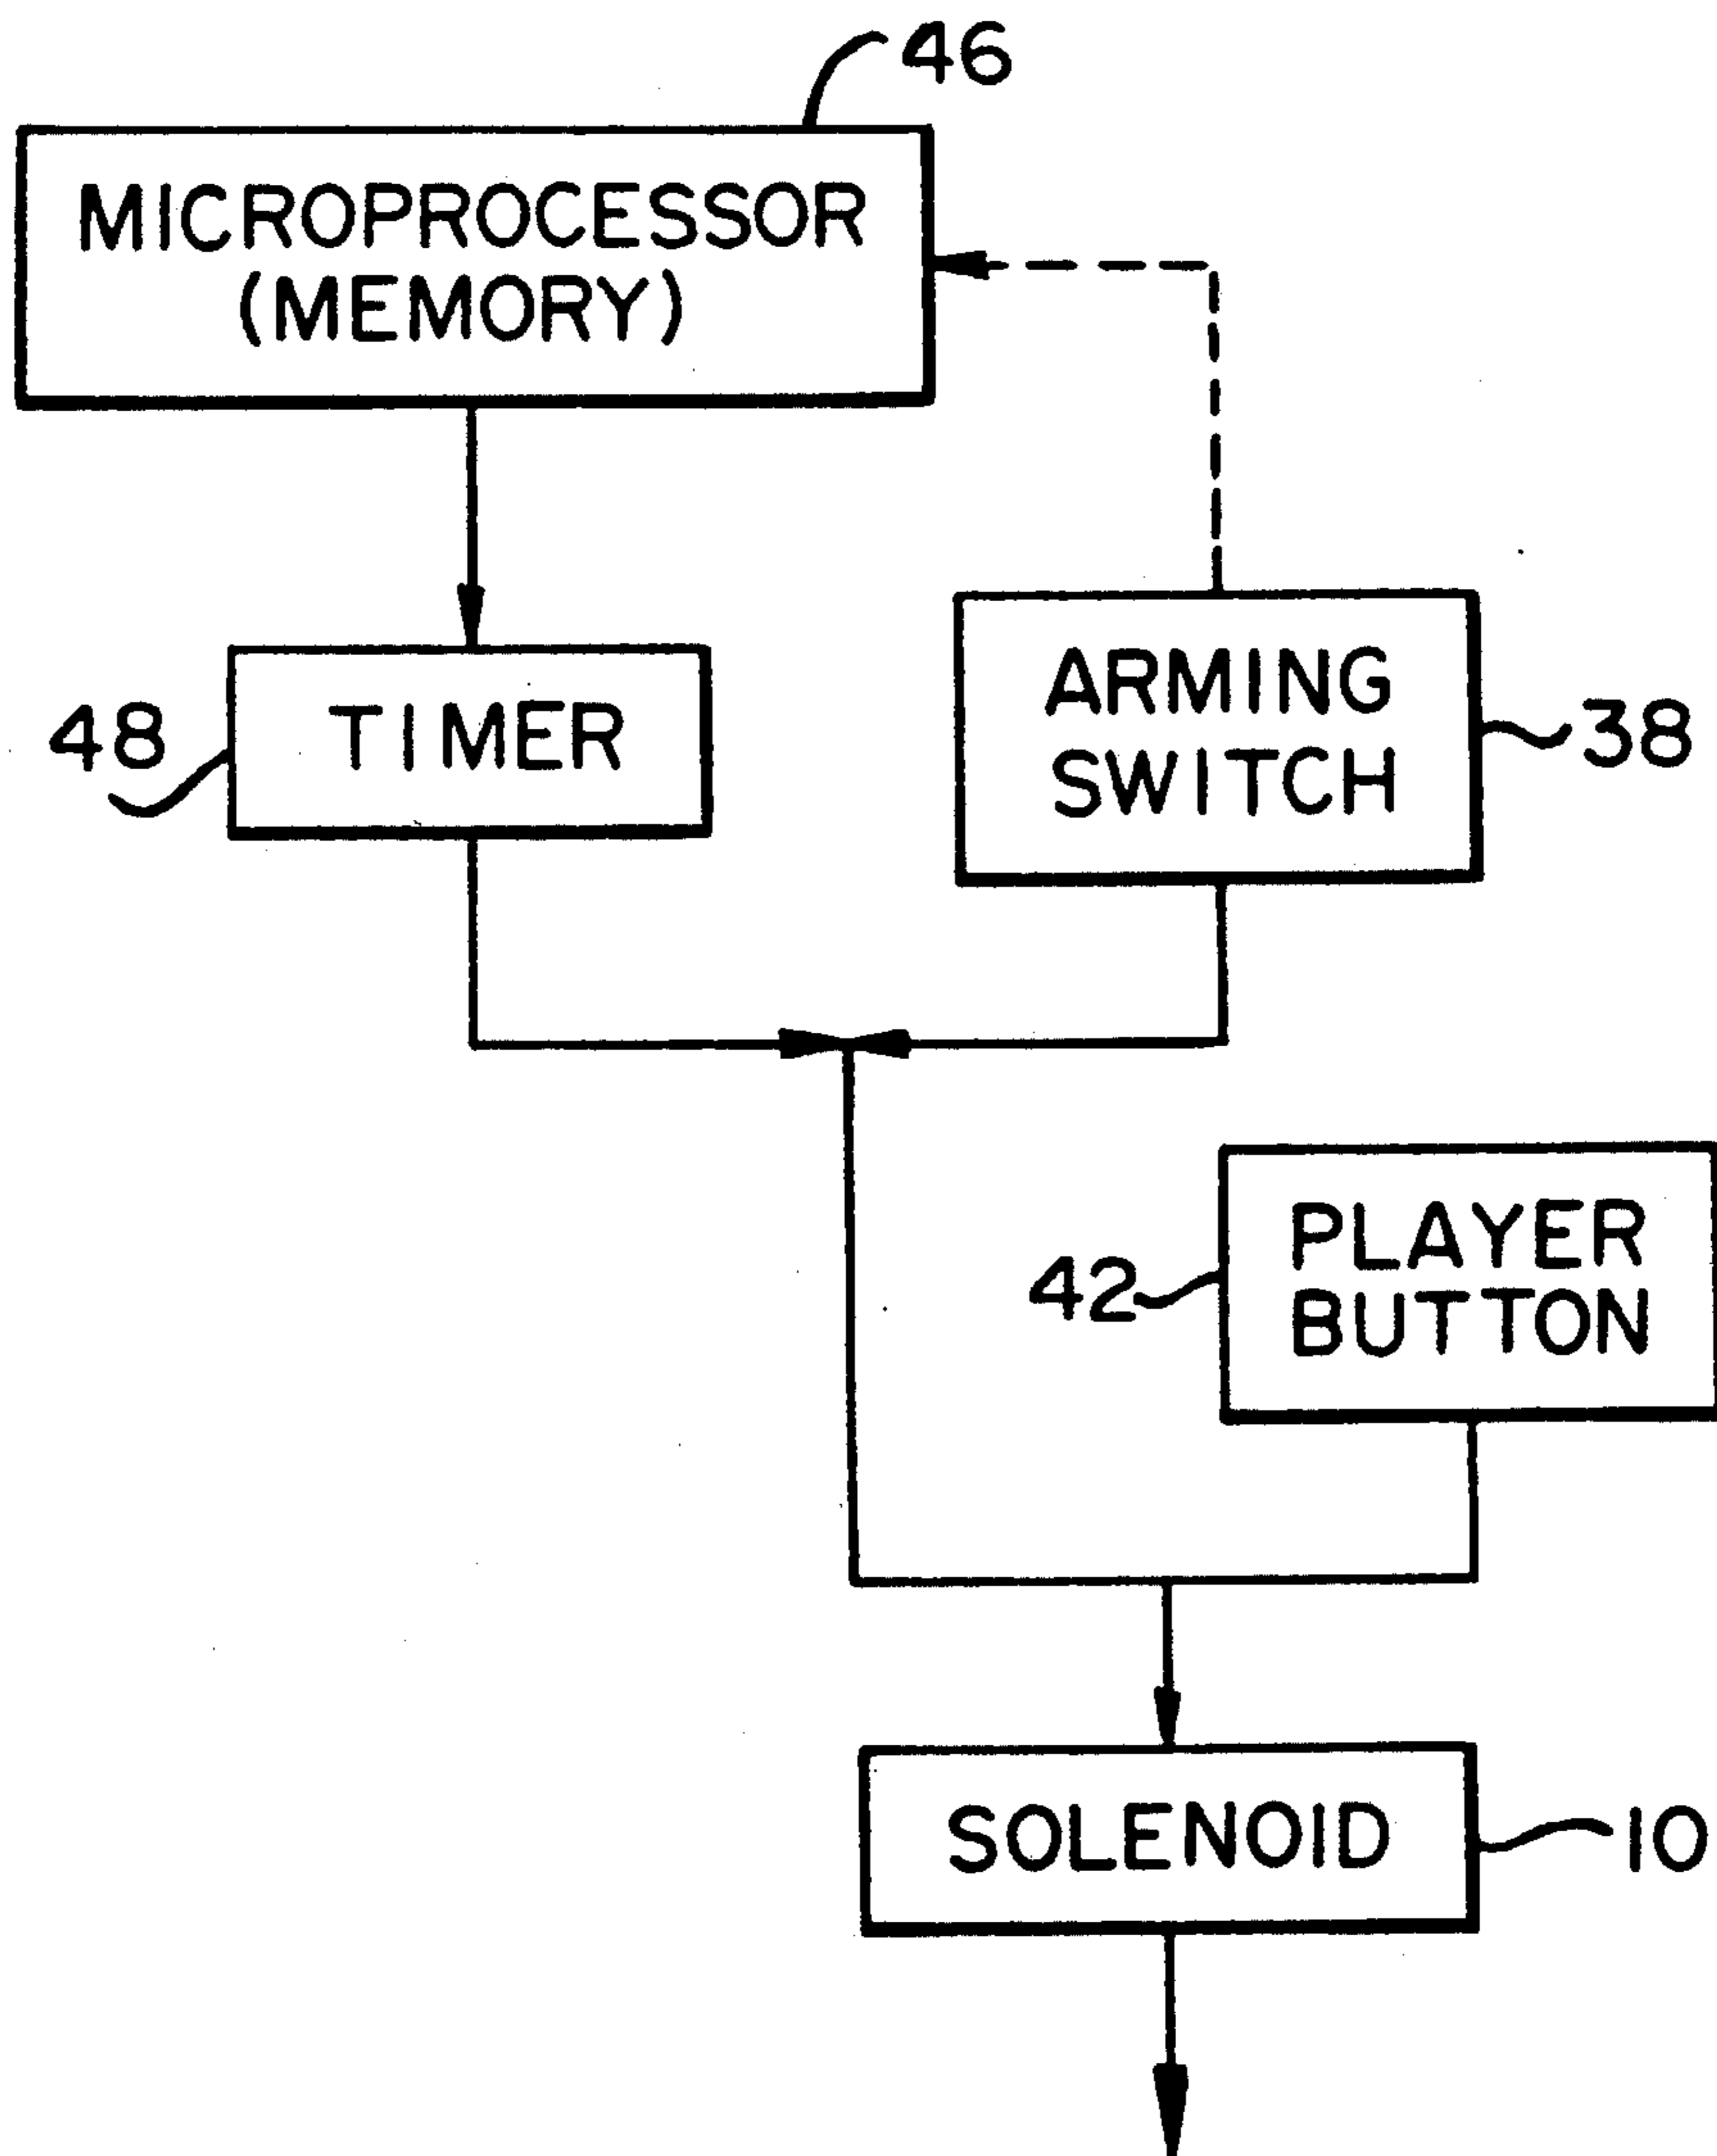 46
MICROPROCESSOR
(MEMORY)
48
TIMER
ARMING
SWITCH
38
42
PLAYER
BUTTON
SOLENOID
10